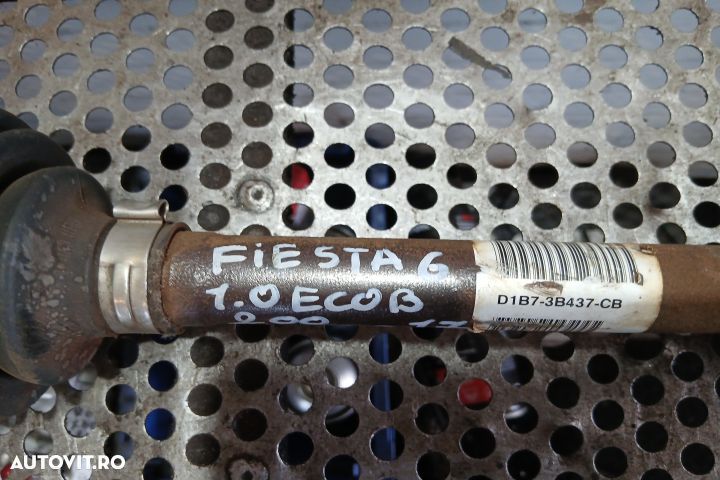 FiESTA 6
1.0 ECOB
D1B7-3B437-CB
AUTOVIT.RO